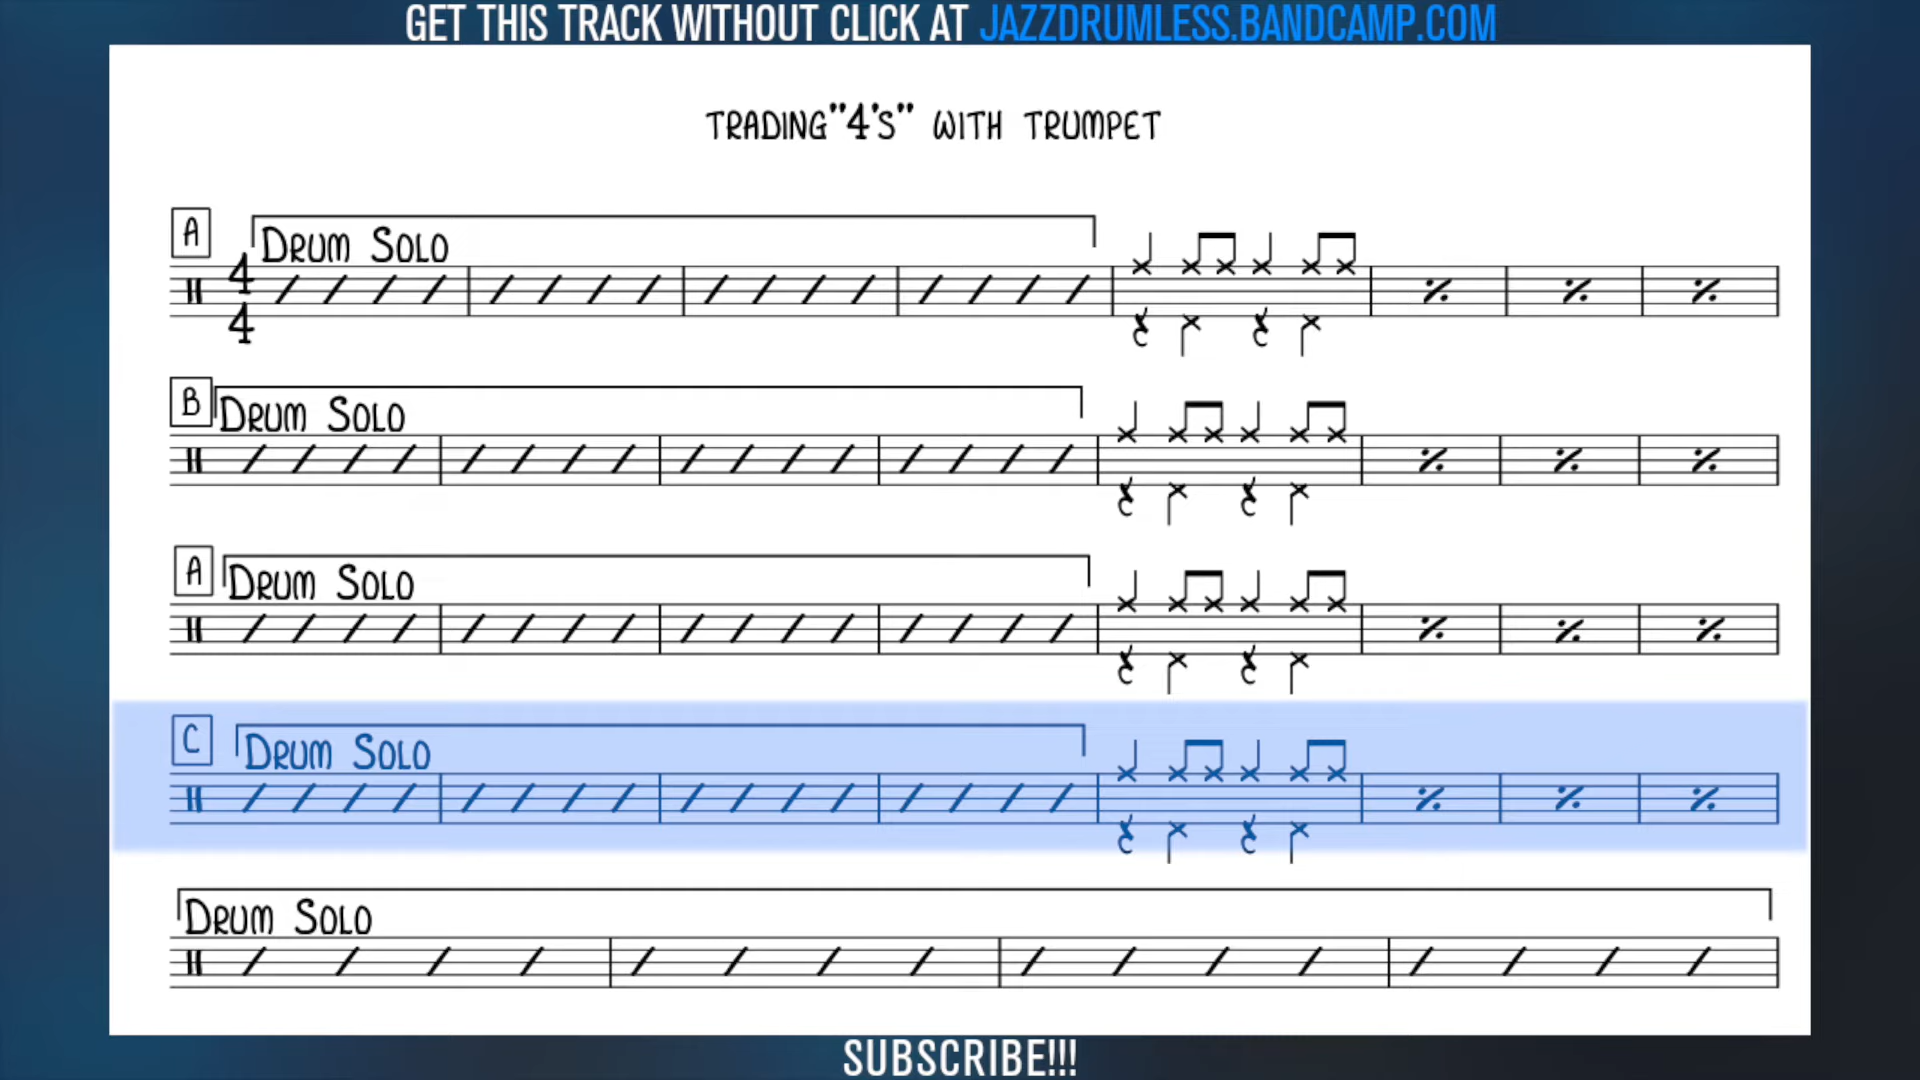 GET THIS TRACK WITHOUT CLICK AT JAZZDRUMLESS.BANDCAMP.COM
TRADING"4'S" WITH TRUMPET
A
DRUM SOLO
4
4
B
DRUM SOLO
A
DRUM SOLO
C
DRUM SOLO
DRUM SOLO
SUBSCRIBE!!!